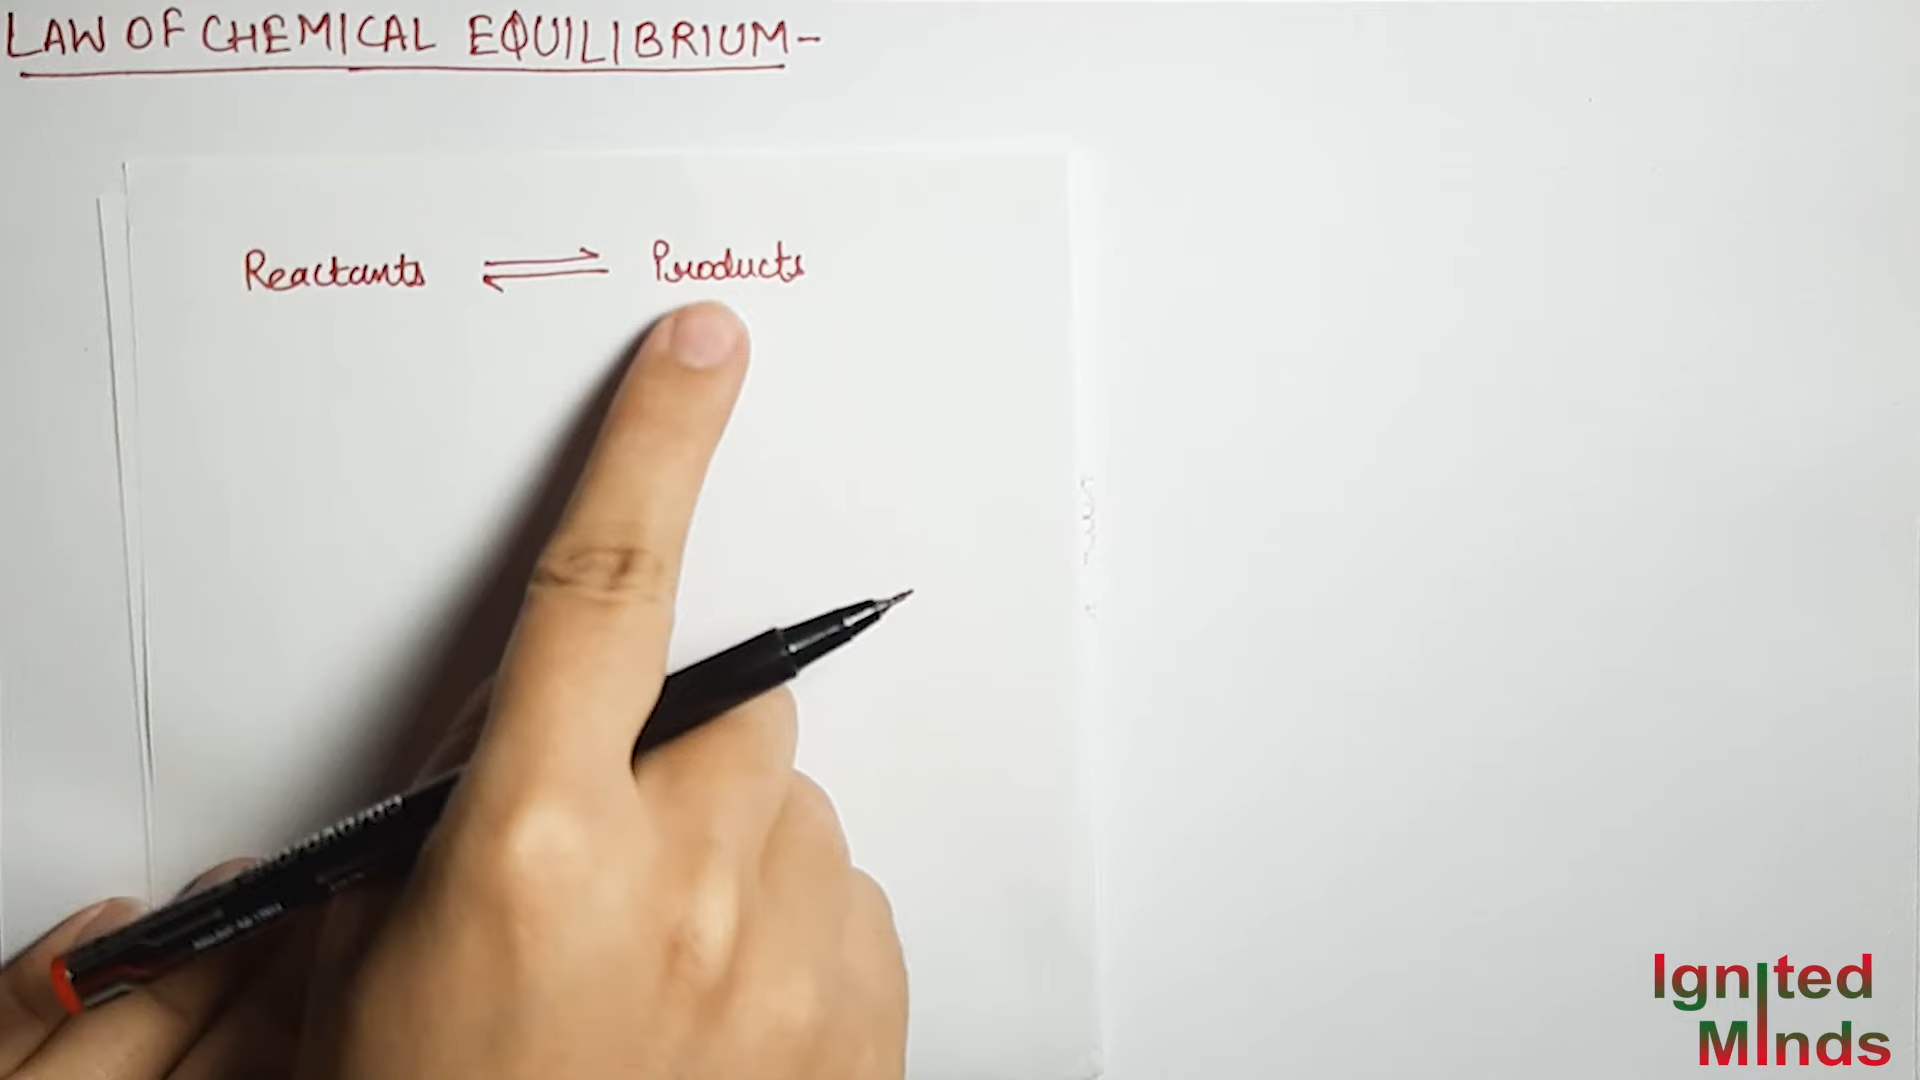 LAW OF CHEMICAL EQUILIBRIUM-
Reactants ⇌ Products
Ignited
Minds